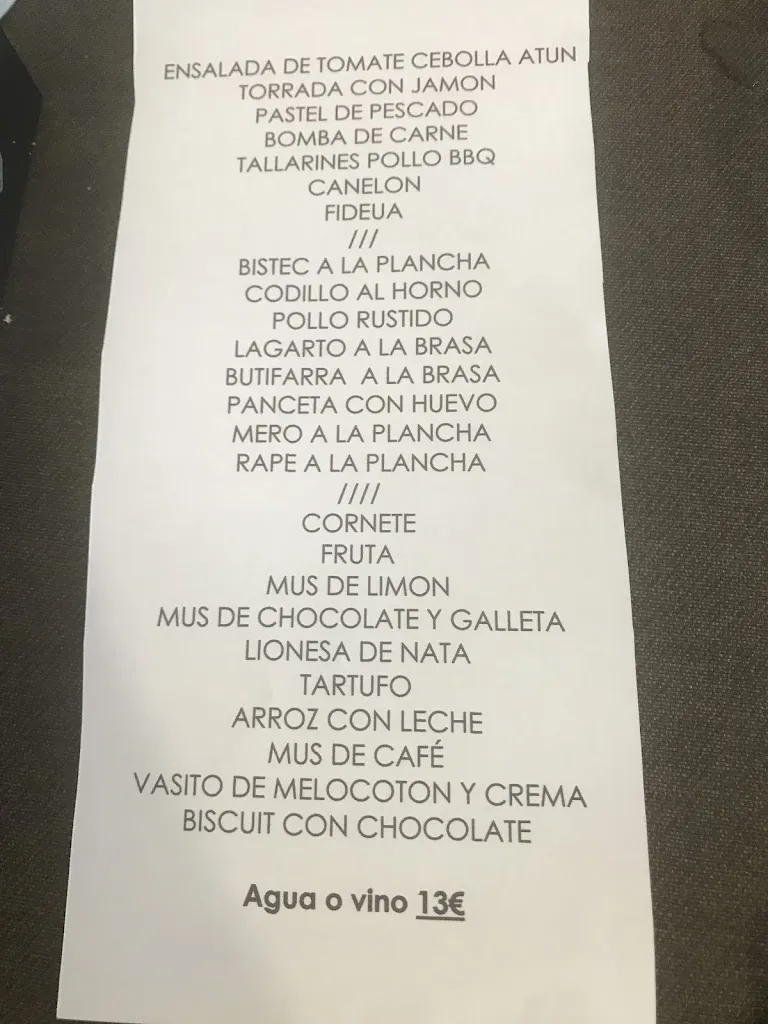 ENSALADA DE TOMATE CEBOLLA ATUN
TORRADA CON JAMON
PASTEL DE PESCADO
BOMBA DE CARNE
TALLARINES POLLO BBQ
CANELON
FIDEUA
///
BISTEC A LA PLANCHA
CODILLO AL HORNO
POLLO RUSTIDO
LAGARTO A LA BRASA
BUTIFARRA A LA BRASA
PANCETA CON HUEVO
MERO A LA PLANCHA
RAPE A LA PLANCHA
////
CORNETE
FRUTA
MUS DE LIMON
MUS DE CHOCOLATE Y GALLETA
LIONESA DE NATA
TARTUFO
ARROZ CON LECHE
MUS DE CAFÉ
VASITO DE MELOCOTON Y CREMA
BISCUIT CON CHOCOLATE
Agua o vino 13€